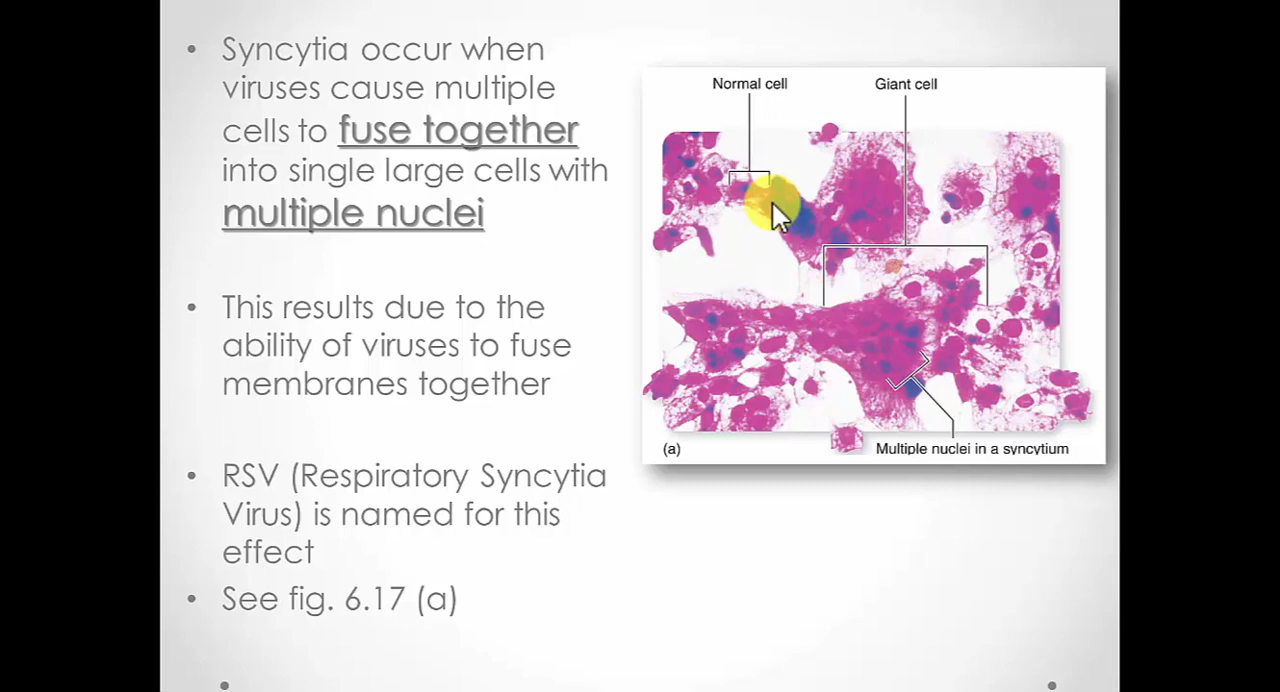 • Syncytia occur when
viruses cause multiple
cells to fuse together
into single large cells with
multiple nuclei
• This results due to the
ability of viruses to fuse
membranes together
• RSV (Respiratory Syncytia
Virus) is named for this
effect
• See fig. 6.17 (a)
Normal cell
Giant cell
(a)
Multiple nuclei in a syncytium